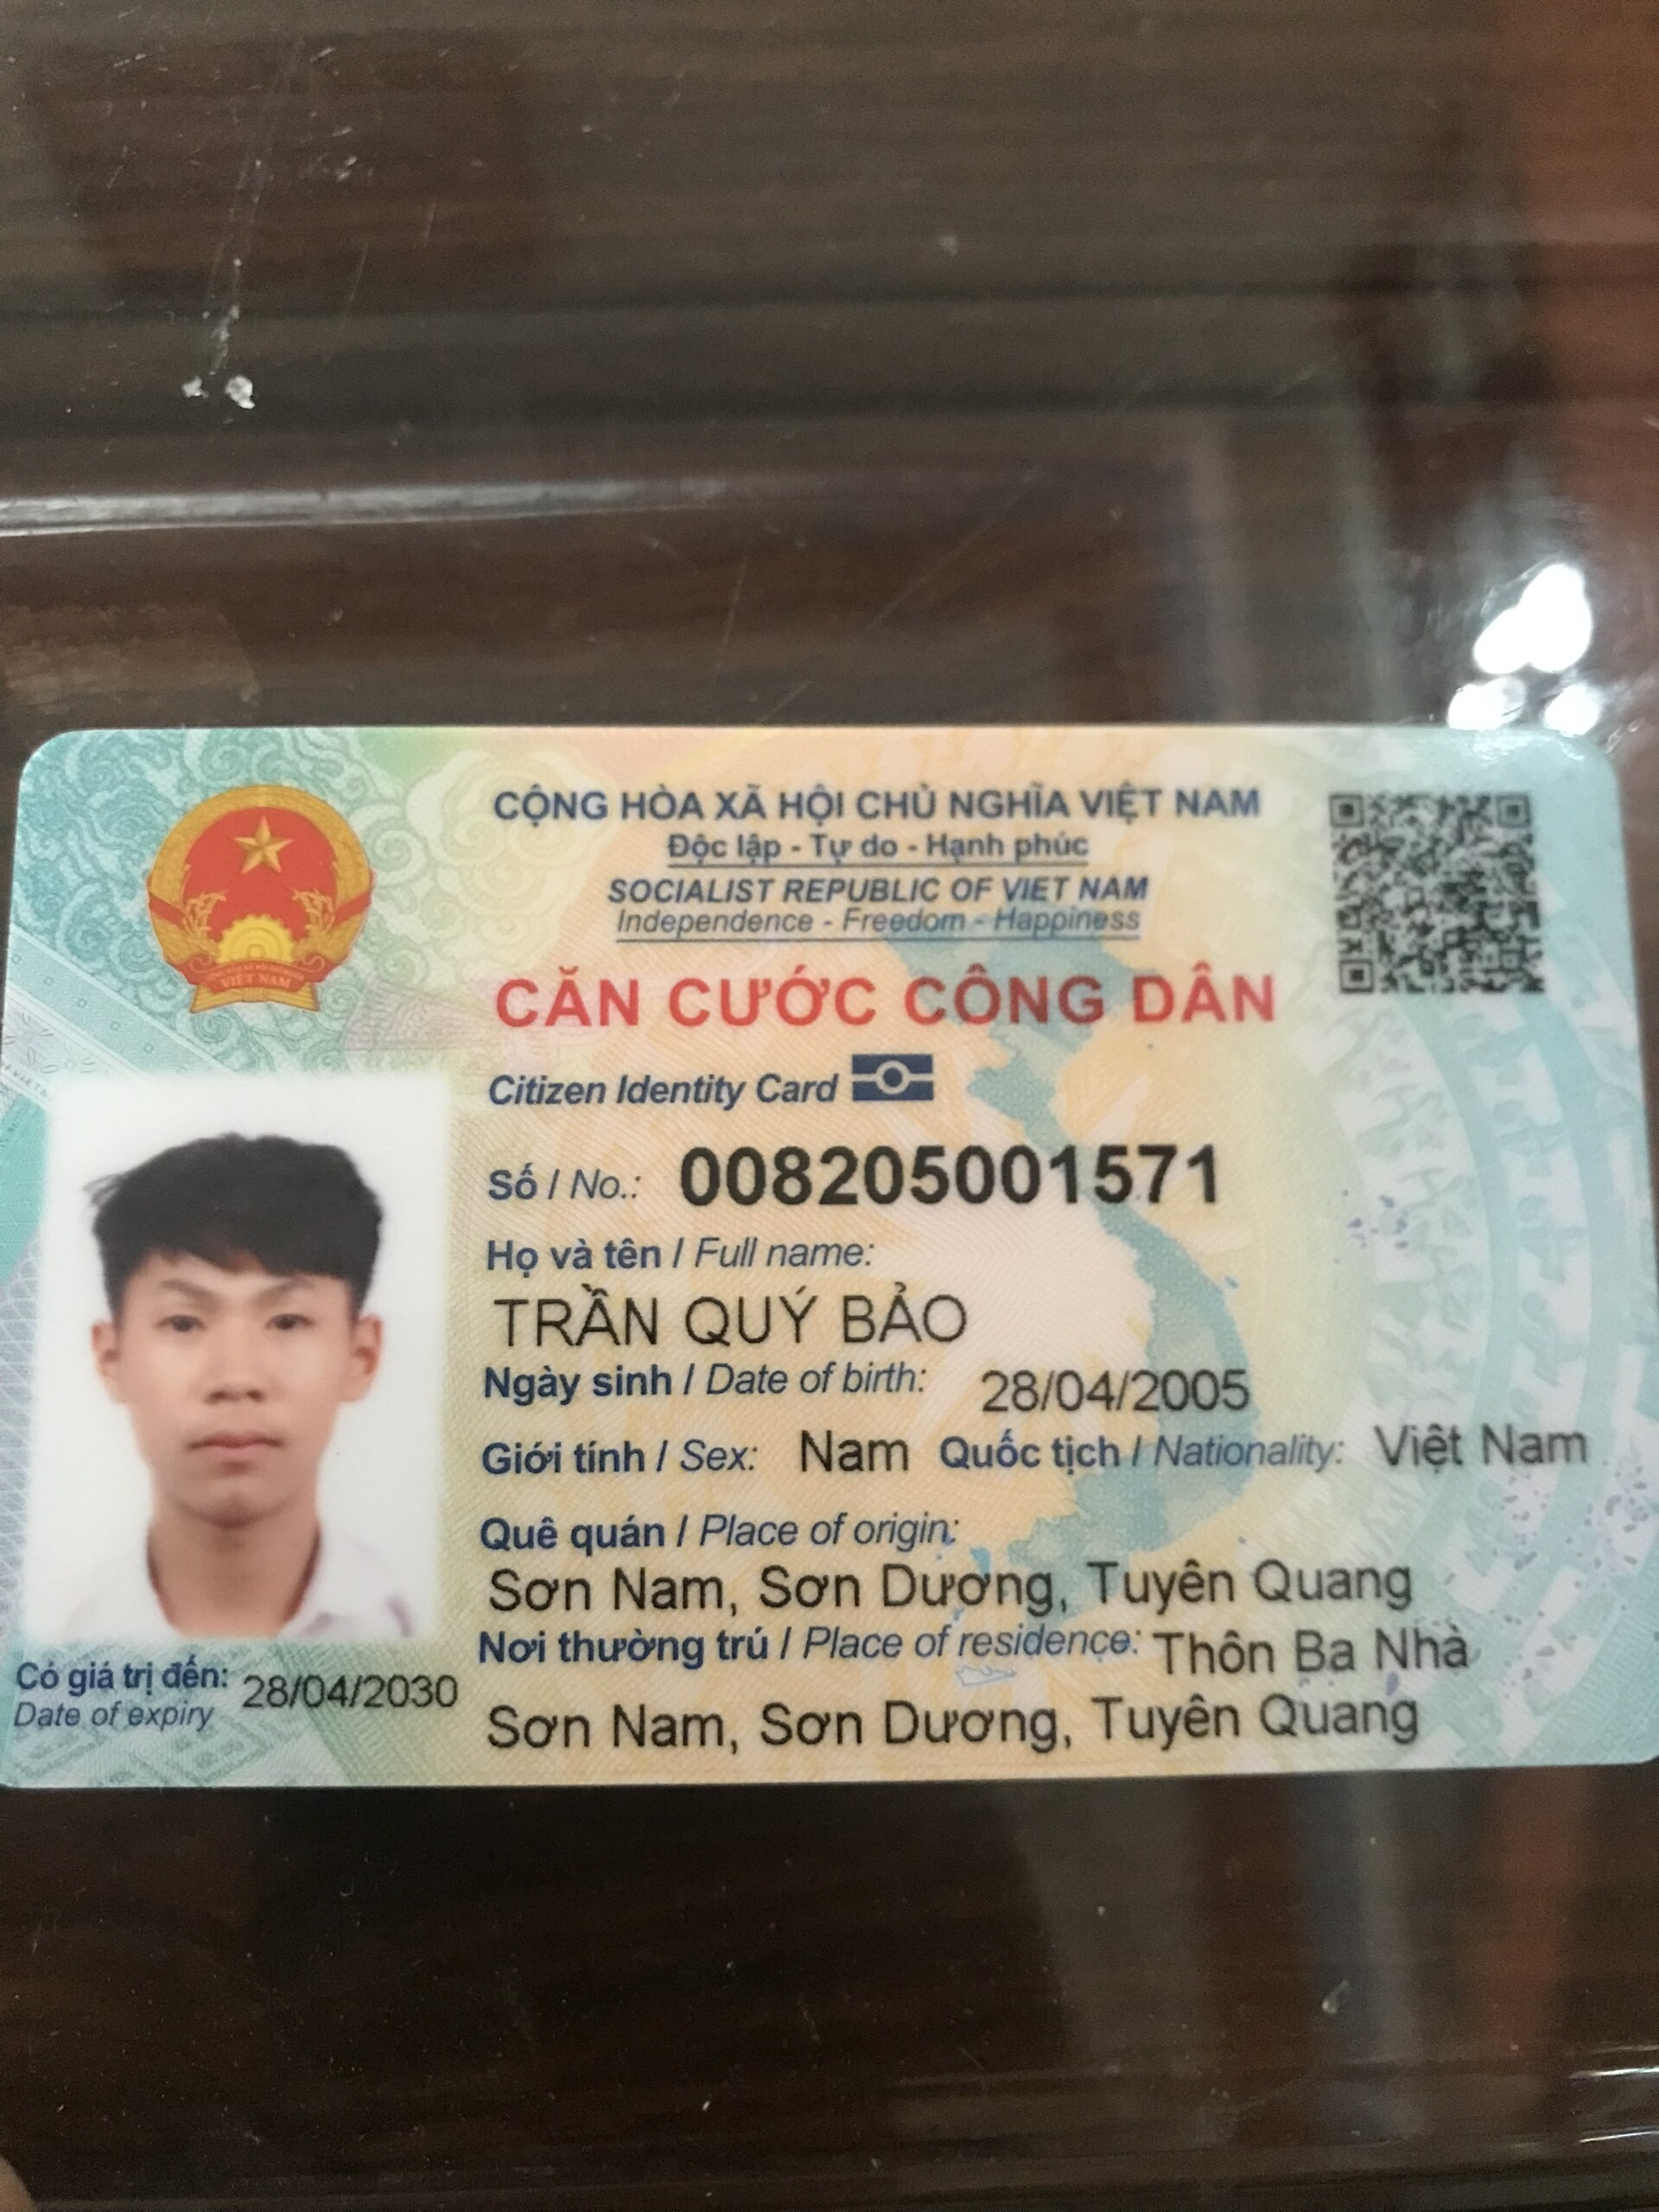 CỘNG HÒA XÃ HỘI CHỦ NGHĨA VIỆT NAM
Độc lập - Tự do - Hạnh phúc
SOCIALIST REPUBLIC OF VIET NAM
Independence - Freedom - Happiness
VIỆT NAM
CĂN CƯỚC CÔNG DÂN
Citizen Identity Card
Số / No.: 008205001571
Họ và tên / Full name:
TRẦN QUÝ BẢO
Ngày sinh / Date of birth: 28/04/2005
Giới tính / Sex: Nam Quốc tịch / Nationality: Việt Nam
Quê quán / Place of origin:
Sơn Nam, Sơn Dương, Tuyên Quang
Nơi thường trú / Place of residence: Thôn Ba Nhà
Sơn Nam, Sơn Dương, Tuyên Quang
Có giá trị đến: 28/04/2030
Date of expiry